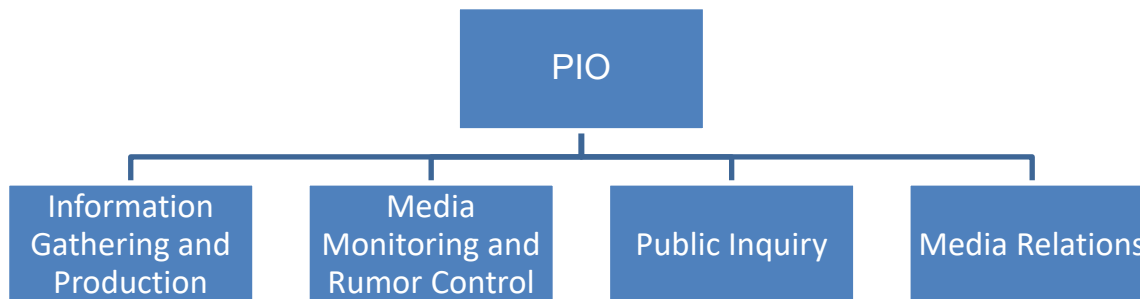 PIO
Information
Gathering and
Production
Media
Monitoring and
Rumor Control
Public Inquiry
Media Relations